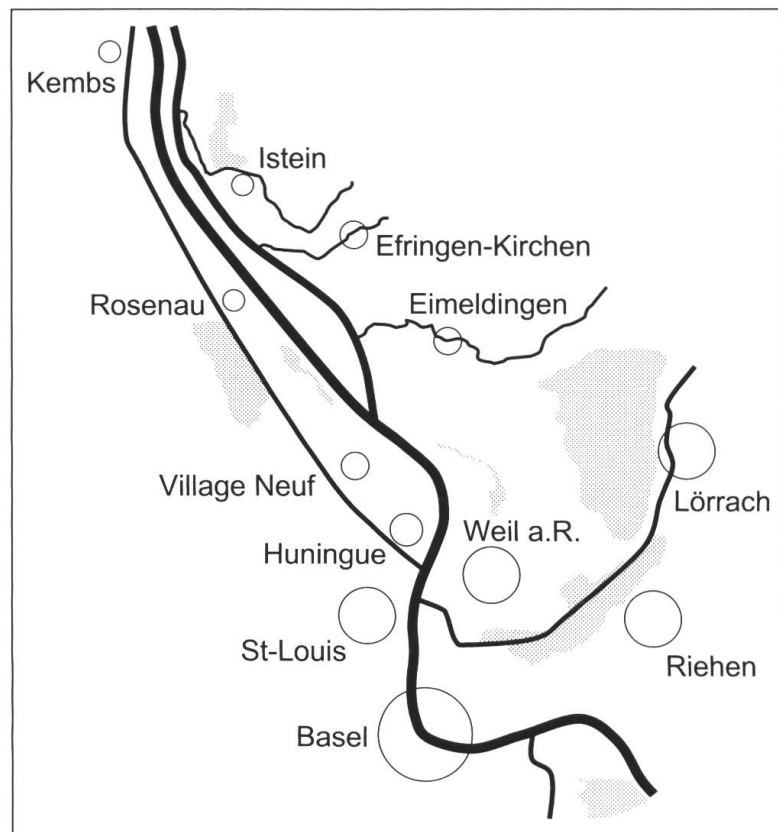 Kembs
Istein
Efringen-Kirchen
Rosenau
Eimeldingen
Village Neuf
Lörrach
Weil a.R.
Huningue
St-Louis
Riehen
Basel